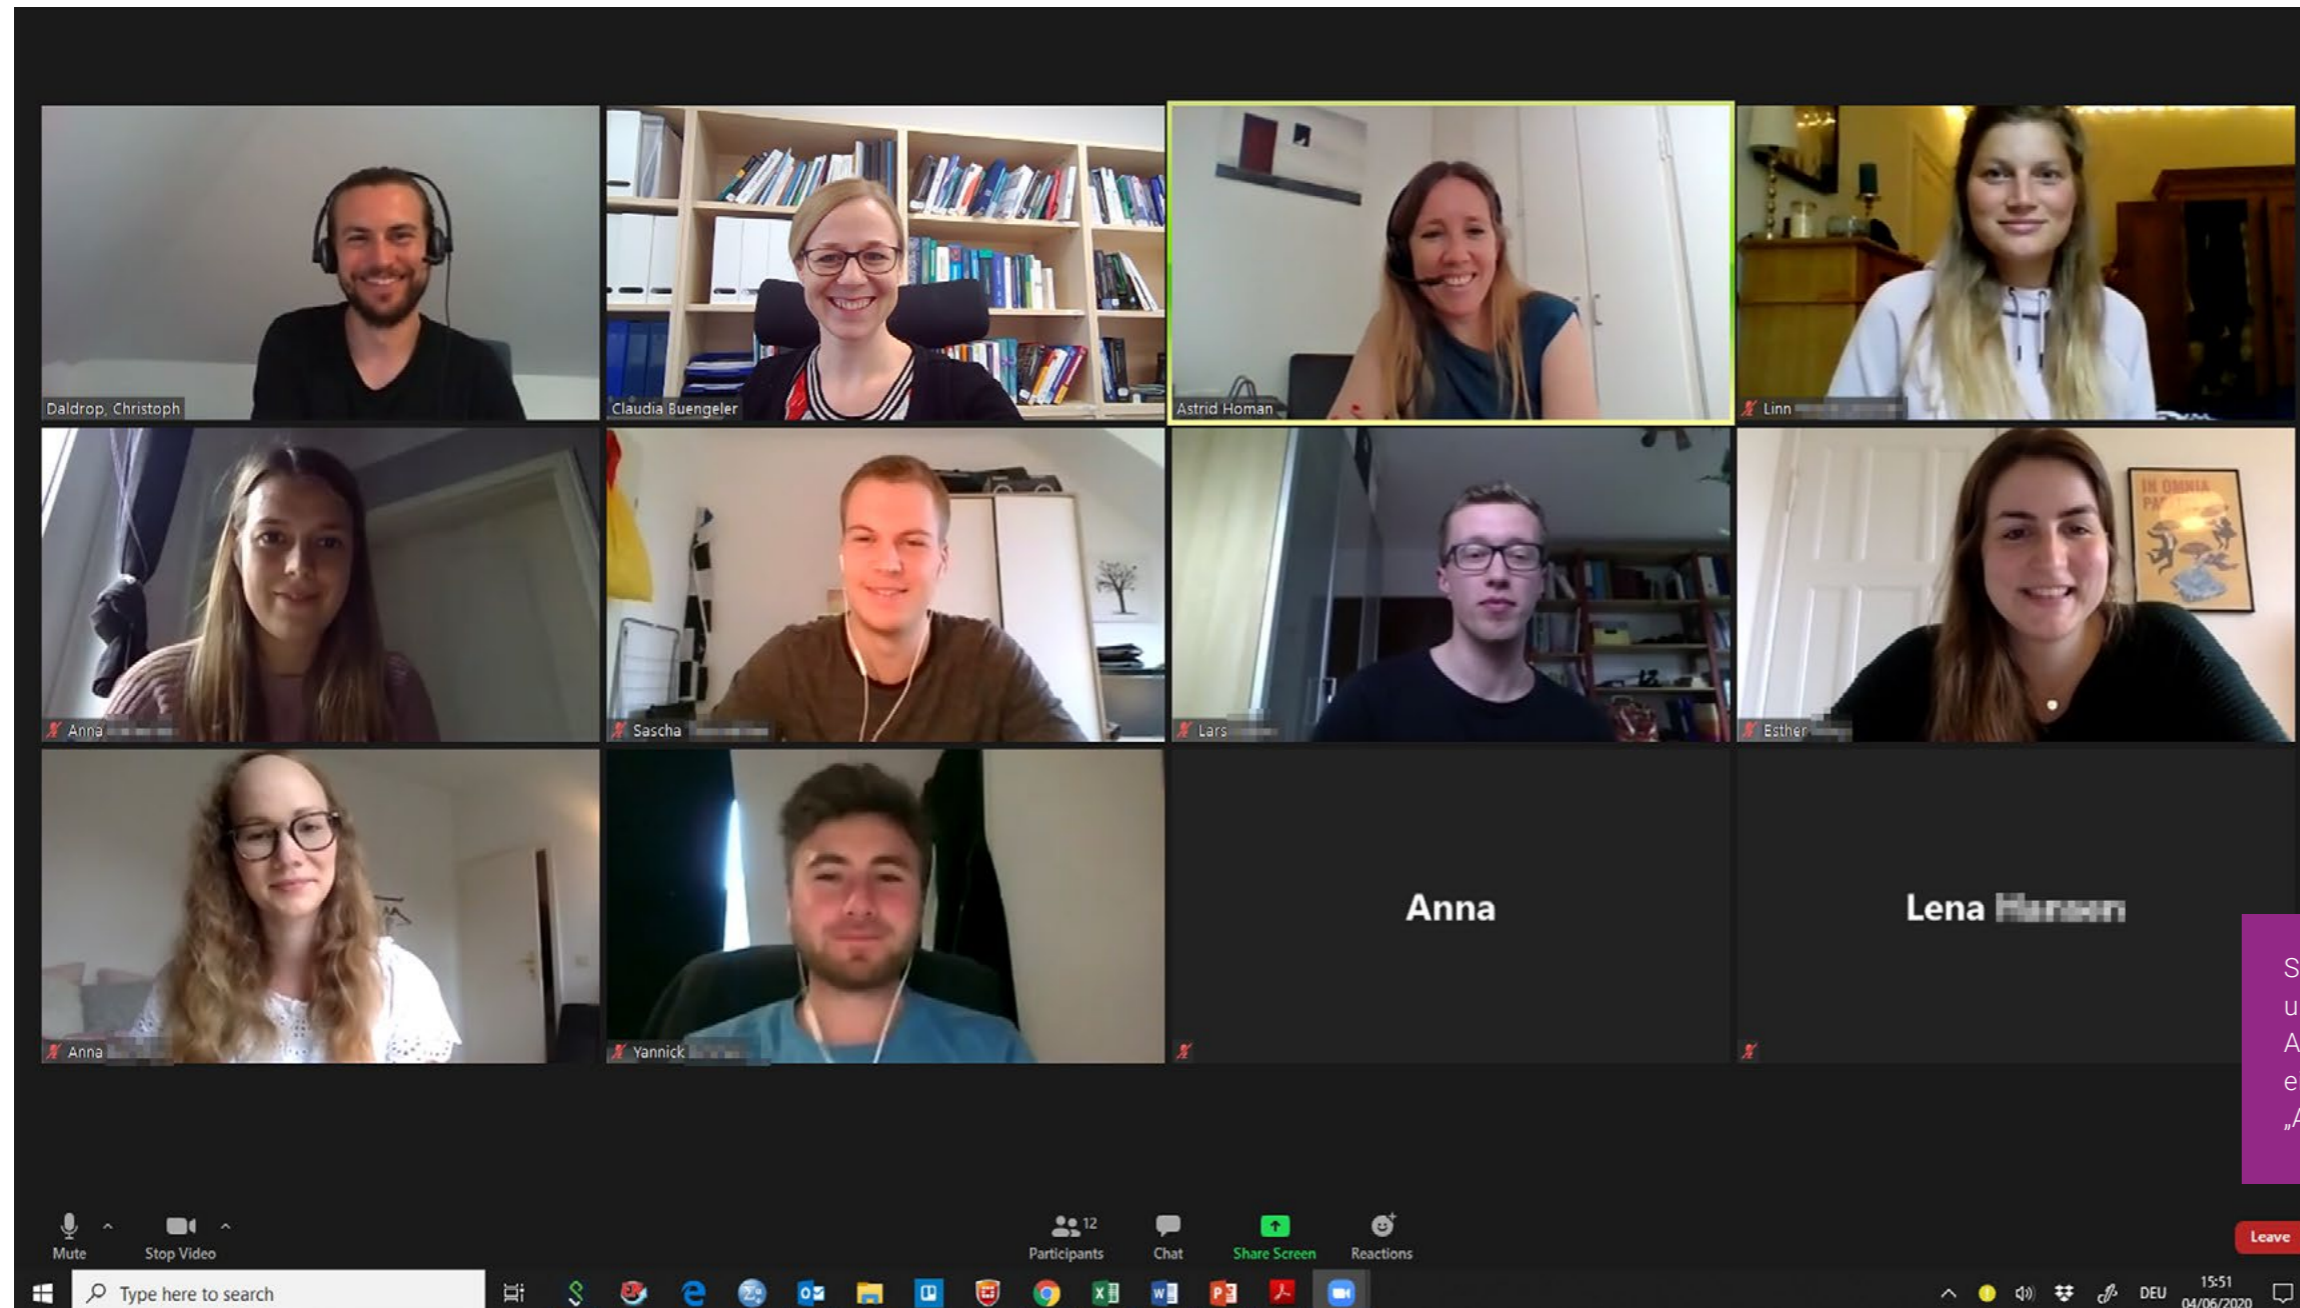 Daldrop, Christoph
Claudia Buengeler
Astrid Homan
Linn
Anna
Sascha
Lars
Esther
IN OMNIA
Anna
Yannick
Anna
Lena
Mute
Stop Video
12
Participants
Chat
Share Screen
Reactions
Leave
Type here to search
DEU
15:51
04/06/2020